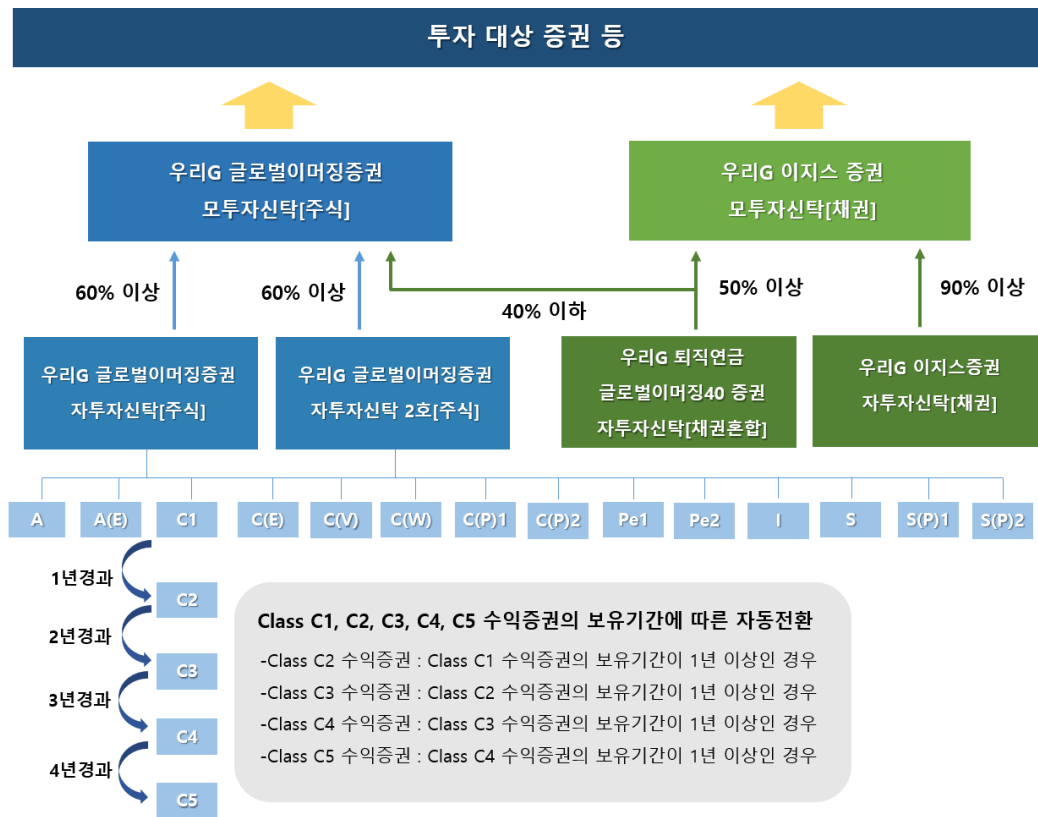 투자 대상 증권 등
우리G 글로벌이머징증권
모투자신탁[주식]
우리G 이지스 증권
모투자신탁[채권]
60% 이상
60% 이상
40% 이하
50% 이상
90% 이상
우리G 글로벌이머징증권
자투자신탁[주식]
우리G 글로벌이머징증권
자투자신탁 2호[주식]
우리G 퇴직연금
글로벌이머징40 증권
자투자신탁[채권혼합]
우리G 이지스증권
자투자신탁[채권]
A
A(E)
C1
C(E)
C(V)
C(W)
C(P)1
C(P)2
Pe1
Pe2
I
S
S(P)1
S(P)2
1년경과
C2
2년경과
C3
3년경과
C4
4년경과
C5
Class C1, C2, C3, C4, C5 수익증권의 보유기간에 따른 자동전환
-Class C2 수익증권 : Class C1 수익증권의 보유기간이 1년 이상인 경우
-Class C3 수익증권 : Class C2 수익증권의 보유기간이 1년 이상인 경우
-Class C4 수익증권 : Class C3 수익증권의 보유기간이 1년 이상인 경우
-Class C5 수익증권 : Class C4 수익증권의 보유기간이 1년 이상인 경우